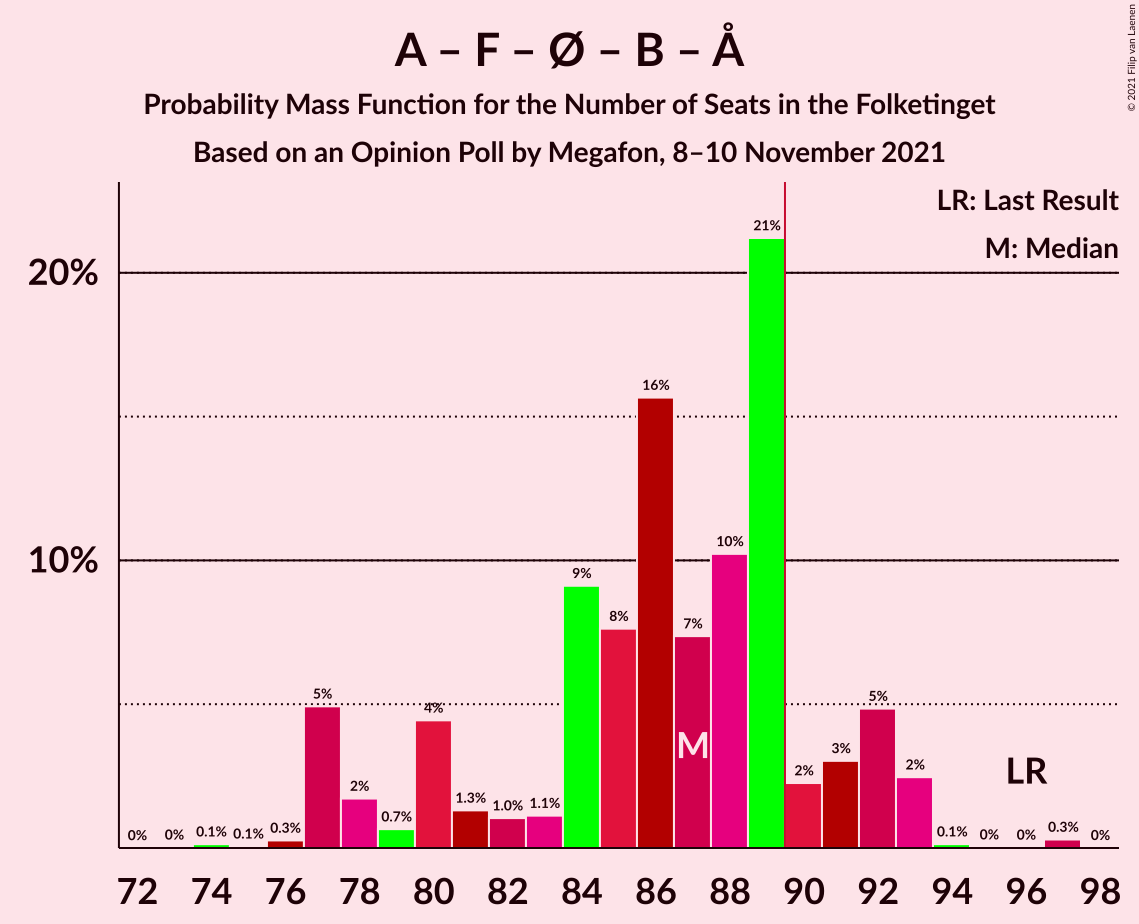 A – F – Ø – B – Å
Probability Mass Function for the Number of Seats in the Folketinget
Based on an Opinion Poll by Megafon, 8–10 November 2021
© 2021 Filip van Laenen
LR: Last Result
M: Median
20%
10%
0% 0% 0.1% 0.1% 0.3% 5% 2% 0.7% 4% 1.3% 1.0% 1.1% 9% 8% 16% 7% 10% 21% 2% 3% 5% 2% 0.1% 0% 0% 0.3% 0%
M
LR
72 74 76 78 80 82 84 86 88 90 92 94 96 98